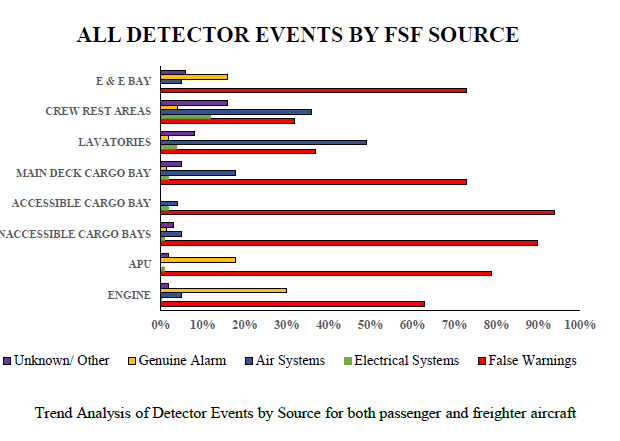 ALL DETECTOR EVENTS BY FSF SOURCE
E & E BAY
CREW REST AREAS
LAVATORIES
MAIN DECK CARGO BAY
ACCESSIBLE CARGO BAY
NACCESSIBLE CARGO BAYS
APU
ENGINE
0% 10% 20% 30% 40% 50% 60% 70% 80% 90% 100%
Unknown/ Other Genuine Alarm Air Systems Electrical Systems False Warnings
Trend Analysis of Detector Events by Source for both passenger and freighter aircraft